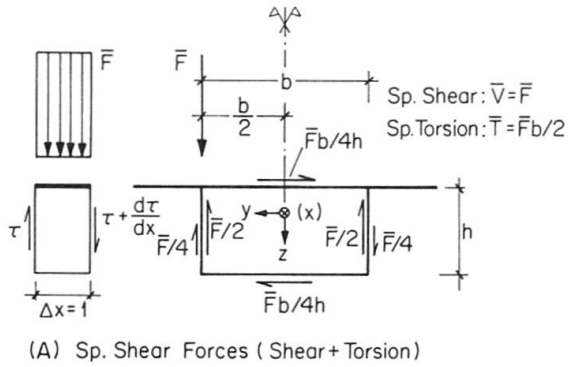 F̄
F̄
b
b/2
Sp. Shear: V̄=F̄
Sp. Torsion: T̄=F̄b/2
F̄b/4h
τ
τ + dτ/dx
F̄/4
F̄/2
y
(x)
z
F̄/2
F̄/4
h
F̄b/4h
Δx=1
(A) Sp. Shear Forces (Shear+Torsion)